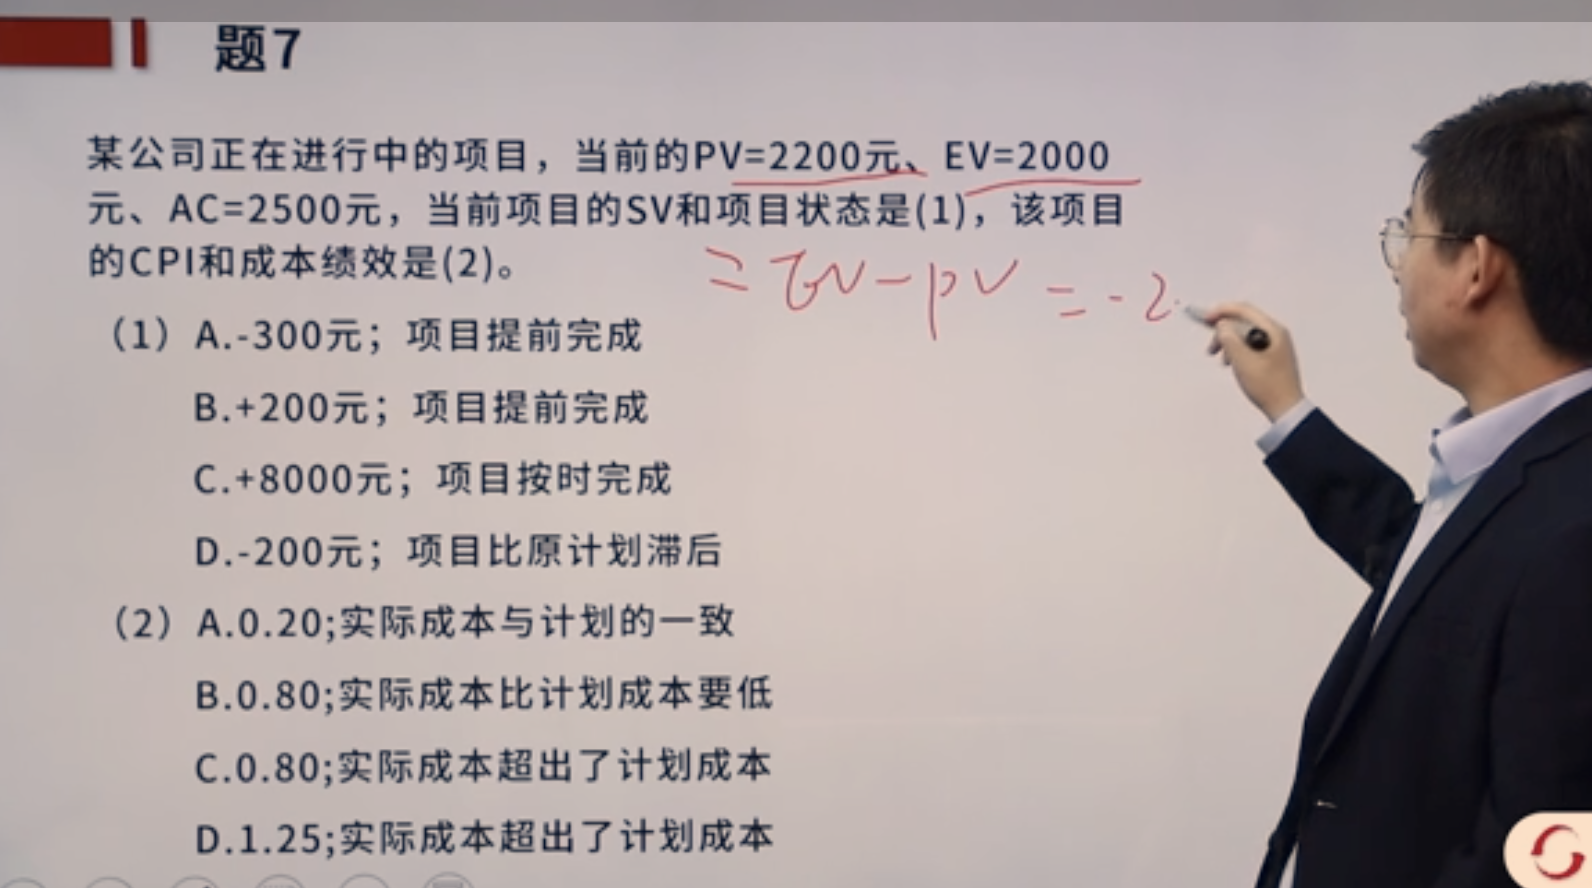 题7
某公司正在进行中的项目，当前的PV=2200元、EV=2000
元、AC=2500元，当前项目的SV和项目状态是(1)，该项目
的CPI和成本绩效是(2)。
= EV - PV = -2
（1）A.-300元；项目提前完成
B.+200元；项目提前完成
C.+8000元；项目按时完成
D.-200元；项目比原计划滞后
（2）A.0.20;实际成本与计划的一致
B.0.80;实际成本比计划成本要低
C.0.80;实际成本超出了计划成本
D.1.25;实际成本超出了计划成本